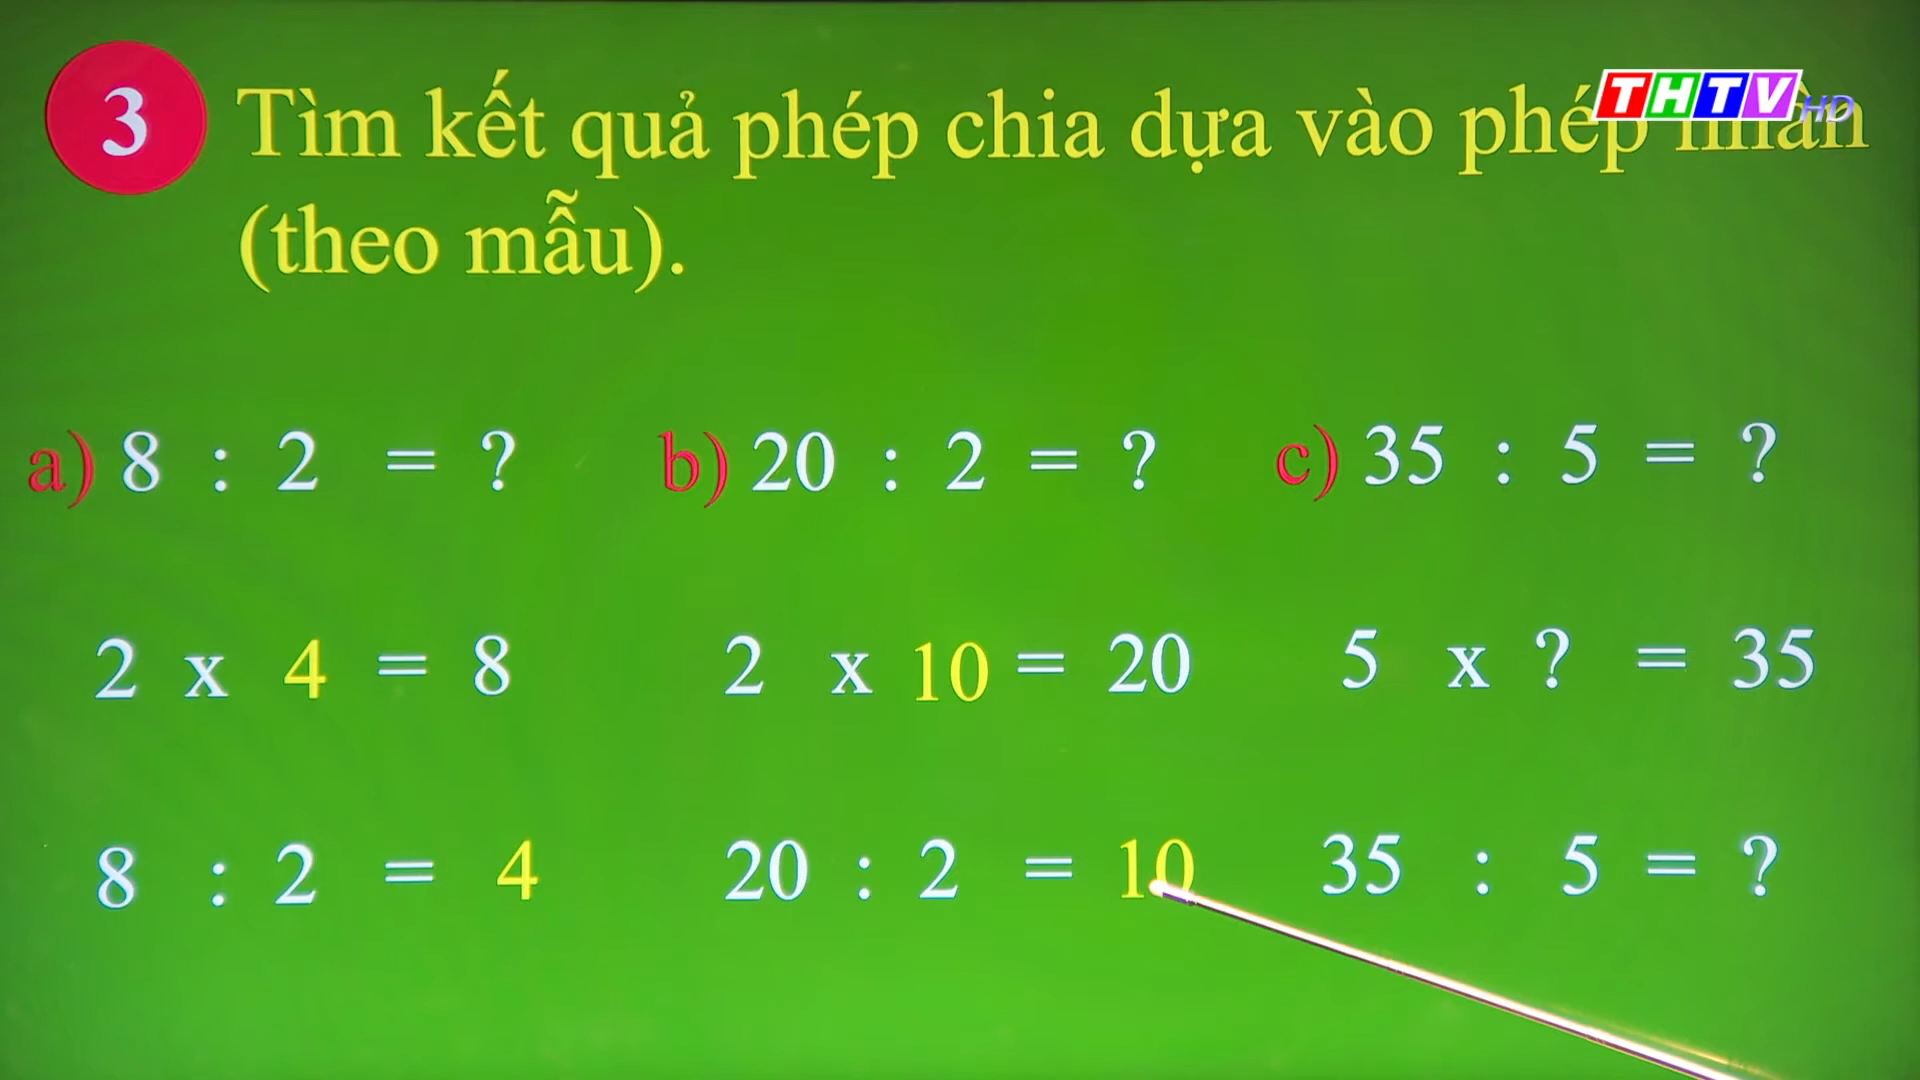 3 Tìm kết quả phép chia dựa vào phép nhân
THTV HD
(theo mẫu).
a) 8 : 2 = ? b) 20 : 2 = ? c) 35 : 5 = ?
2 x 4 = 8 2 x 10 = 20 5 x ? = 35
8 : 2 = 4 20 : 2 = 10 35 : 5 = ?